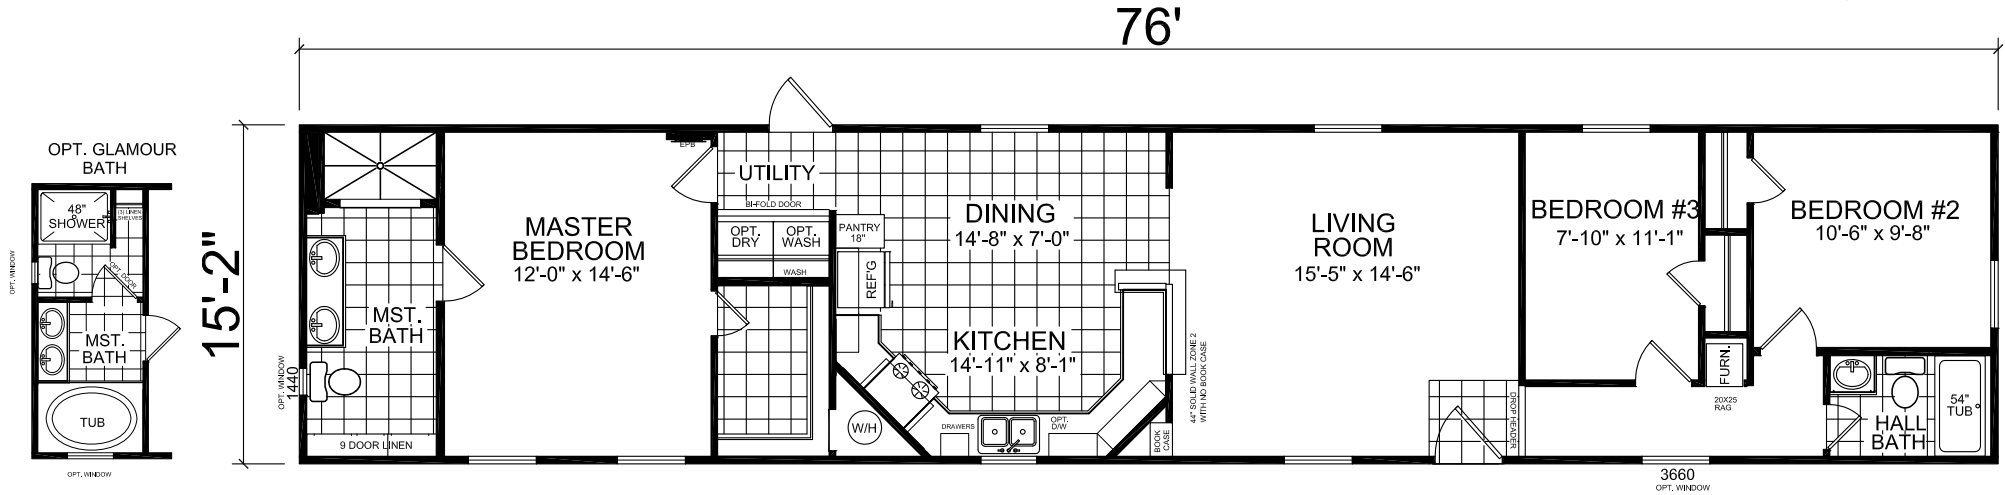 76'
15'-2"
OPT. GLAMOUR
BATH
48"
SHOWER
(3) LINEN
SHELVES
OPT. DOOR
OPT. WINDOW
MST.
BATH
TUB
OPT. WINDOW
OPT. WINDOW
1440
MST.
BATH
9 DOOR LINEN
MASTER
BEDROOM
12'-0" x 14'-6"
EPB
UTILITY
BI-FOLD DOOR
OPT.
DRY
OPT.
WASH
WASH
PANTRY
18"
REF'G
W/H
DINING
14'-8" x 7'-0"
KITCHEN
14'-11" x 8'-1"
DRAWERS
OPT.
D/W
BOOK
CASE
44" SOLID WALL ZONE 2
WITH NO BOOK CASE
LIVING
ROOM
15'-5" x 14'-6"
DROP HEADER
BEDROOM #3
7'-10" x 11'-1"
FURN.
20X25
RAG
BEDROOM #2
10'-6" x 9'-8"
HALL
BATH
54"
TUB
3660
OPT. WINDOW